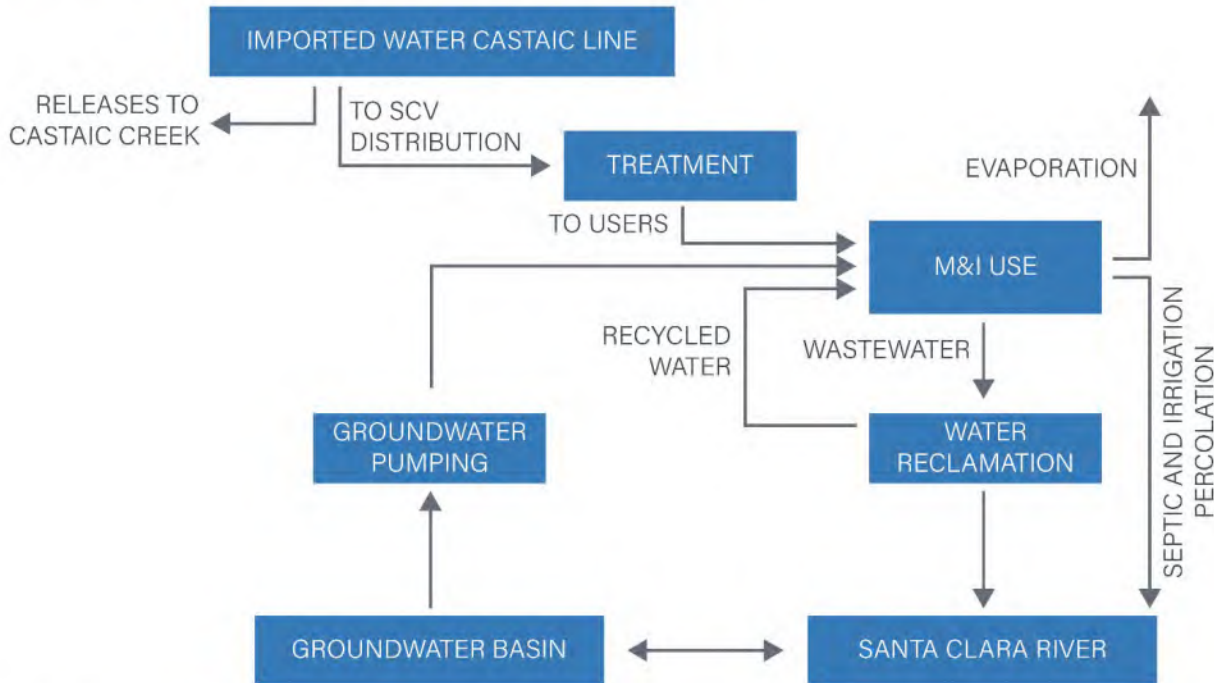 IMPORTED WATER CASTAIC LINE
RELEASES TO
CASTAIC CREEK
TO SCV
DISTRIBUTION
TREATMENT
EVAPORATION
TO USERS
M&I USE
RECYCLED
WATER
WASTEWATER
SEPTIC AND IRRIGATION
PERCOLATION
GROUNDWATER
PUMPING
WATER
RECLAMATION
GROUNDWATER BASIN
SANTA CLARA RIVER